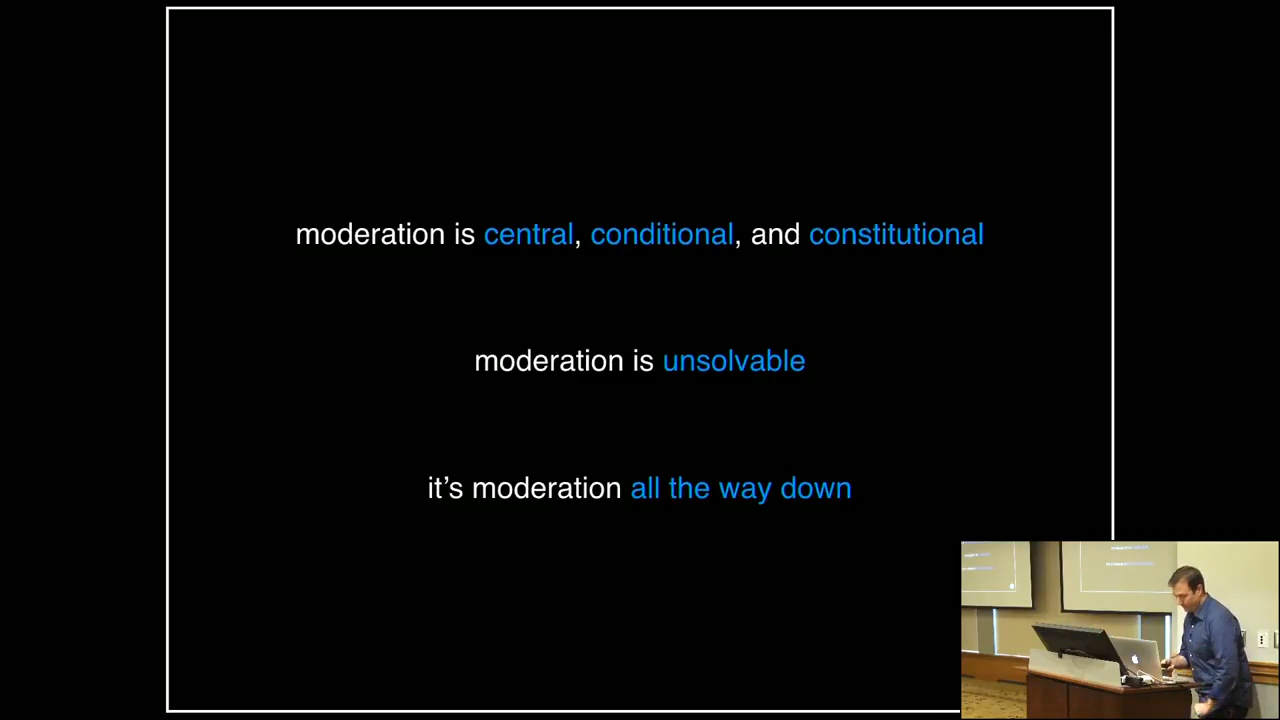 moderation is central, conditional, and constitutional
moderation is unsolvable
it’s moderation all the way down